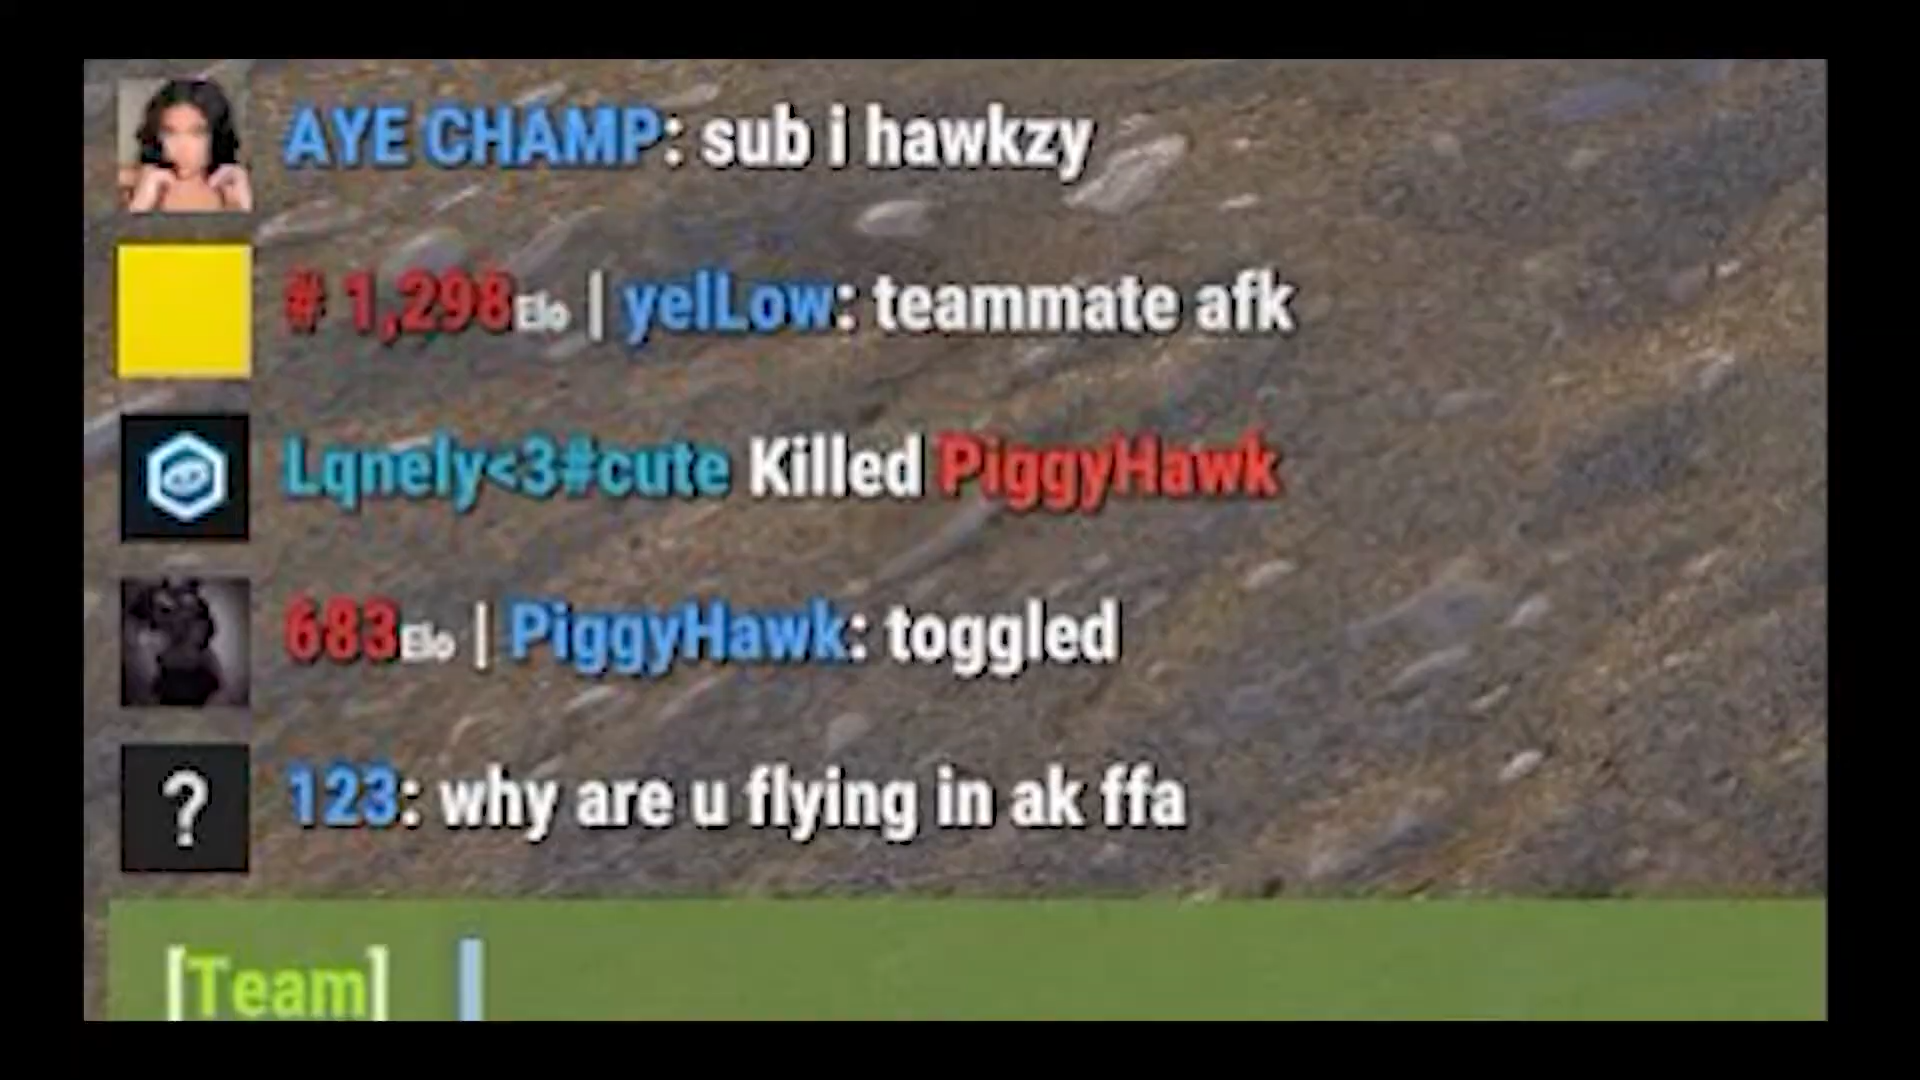 AYE CHAMP: sub i hawkzy
# 1,298Elo | yelLow: teammate afk
Lqnely<3#cute Killed PiggyHawk
683Elo | PiggyHawk: toggled
?
123: why are u flying in ak ffa
[Team]